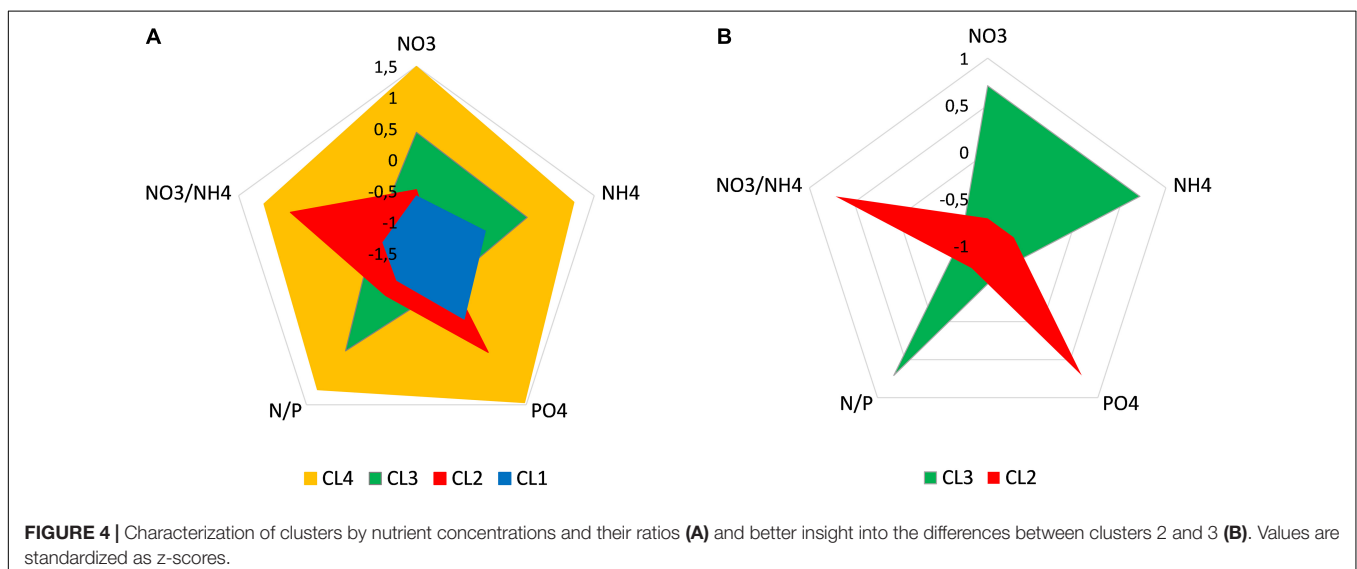 A
NO3
1,5
1
0,5
0
-0,5
-1
-1,5
NO3/NH4
NH4
N/P
PO4
CL4 CL3 CL2 CL1
B
NO3
1
0,5
0
-0,5
-1
NO3/NH4
NH4
N/P
PO4
CL3 CL2
FIGURE 4 | Characterization of clusters by nutrient concentrations and their ratios (A) and better insight into the differences between clusters 2 and 3 (B). Values are
standardized as z-scores.